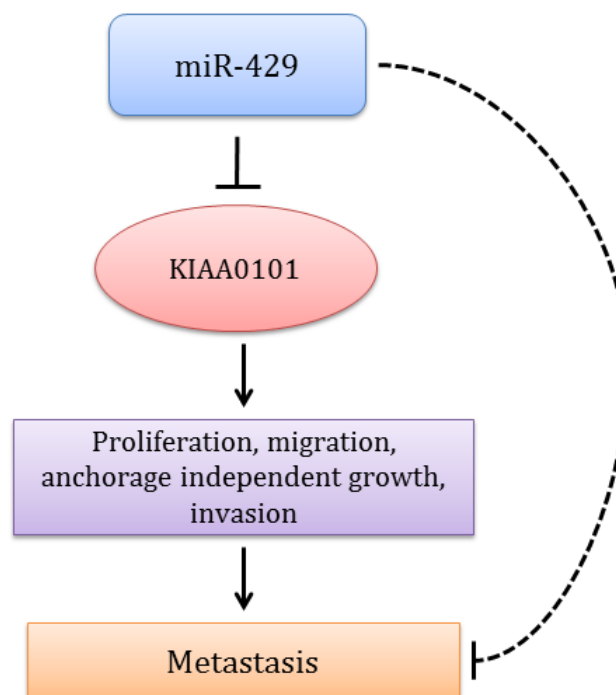 miR-429
KIAA0101
Proliferation, migration,
anchorage independent growth,
invasion
Metastasis